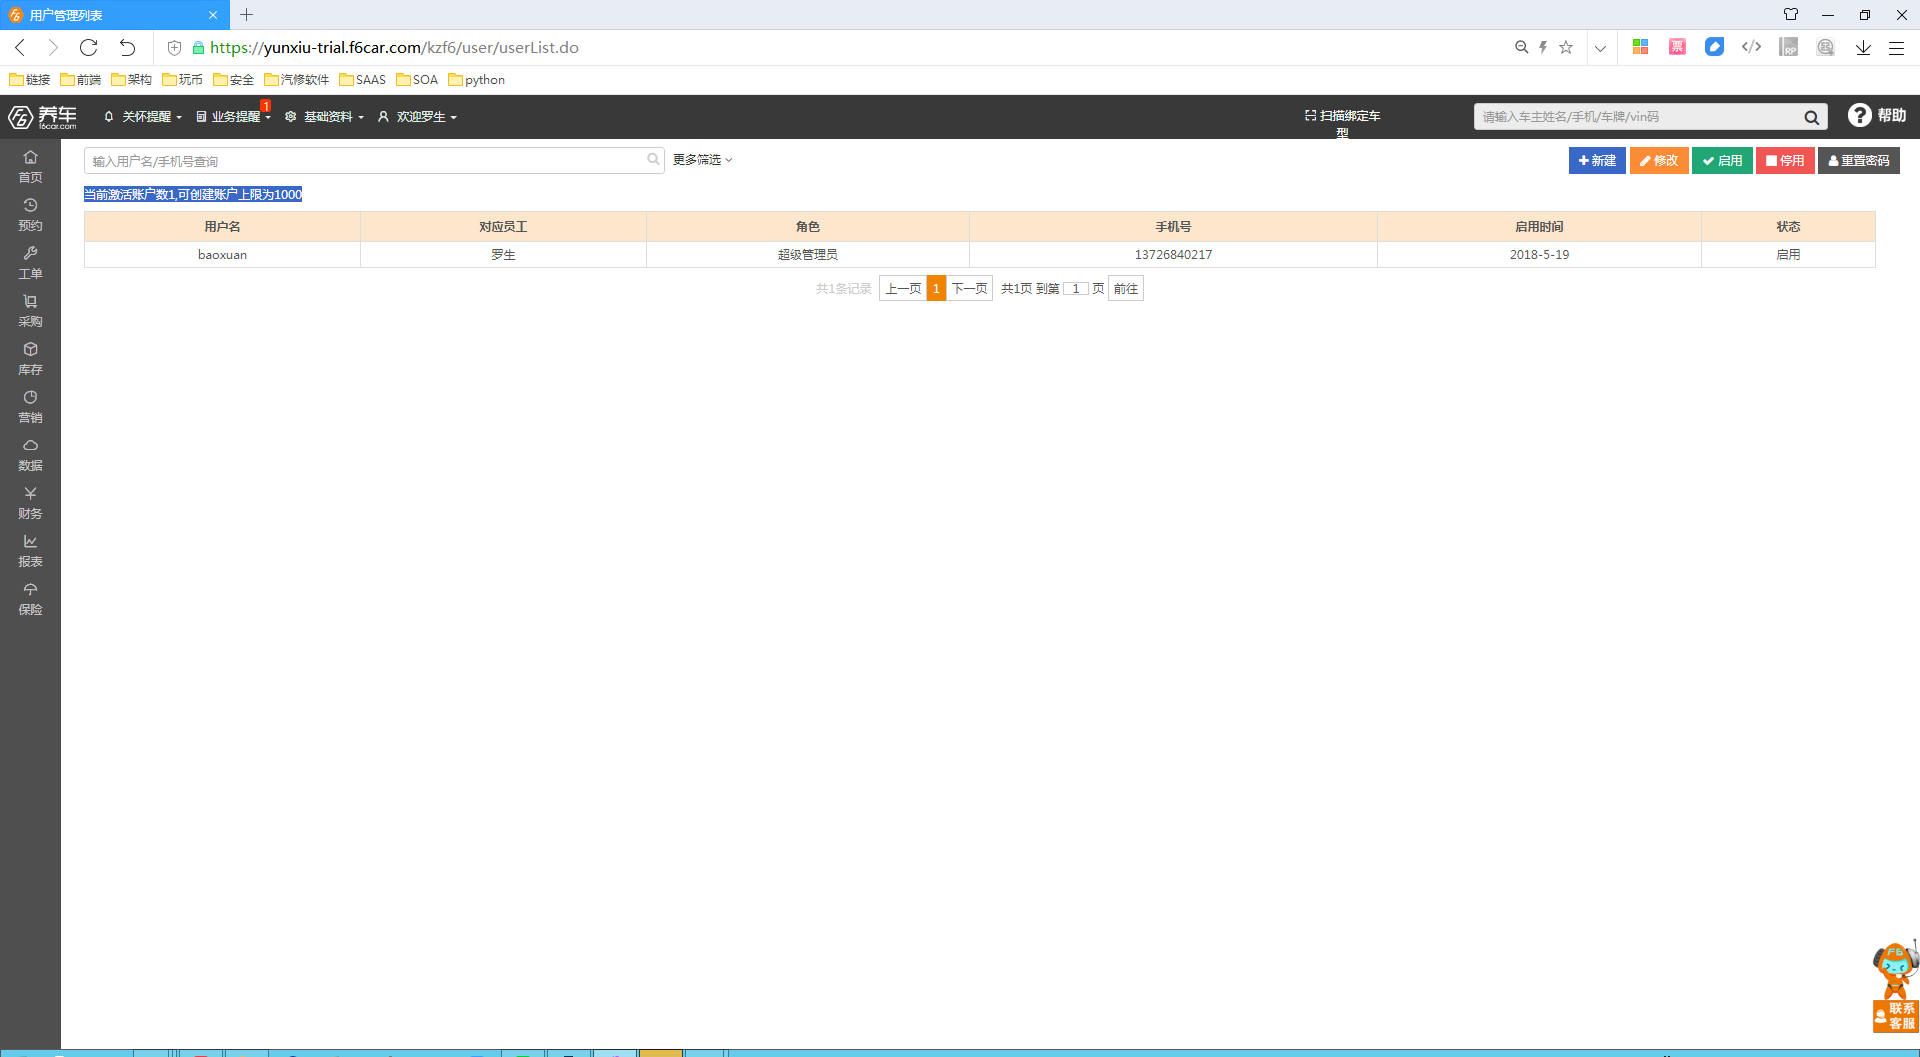 用户管理列表
https://yunxiu-trial.f6car.com/kzf6/user/userList.do
票
RP
链接 前端 架构 玩币 安全 汽修软件 SAAS SOA python
F6 养车 f6car.com
关怀提醒 业务提醒 1 基础资料 欢迎罗生
扫描绑定车型
请输入车主姓名/手机/车牌/vin码
帮助
首页
预约
工单
采购
库存
营销
数据
财务
报表
保险
输入用户名/手机号查询 更多筛选
新建 修改 启用 停用 重置密码
当前激活账户数1,可创建账户上限为1000
用户名 对应员工 角色 手机号 启用时间 状态
baoxuan 罗生 超级管理员 13726840217 2018-5-19 启用
共1条记录 上一页 1 下一页 共1页 到第 1 页 前往
F6
联系
客服